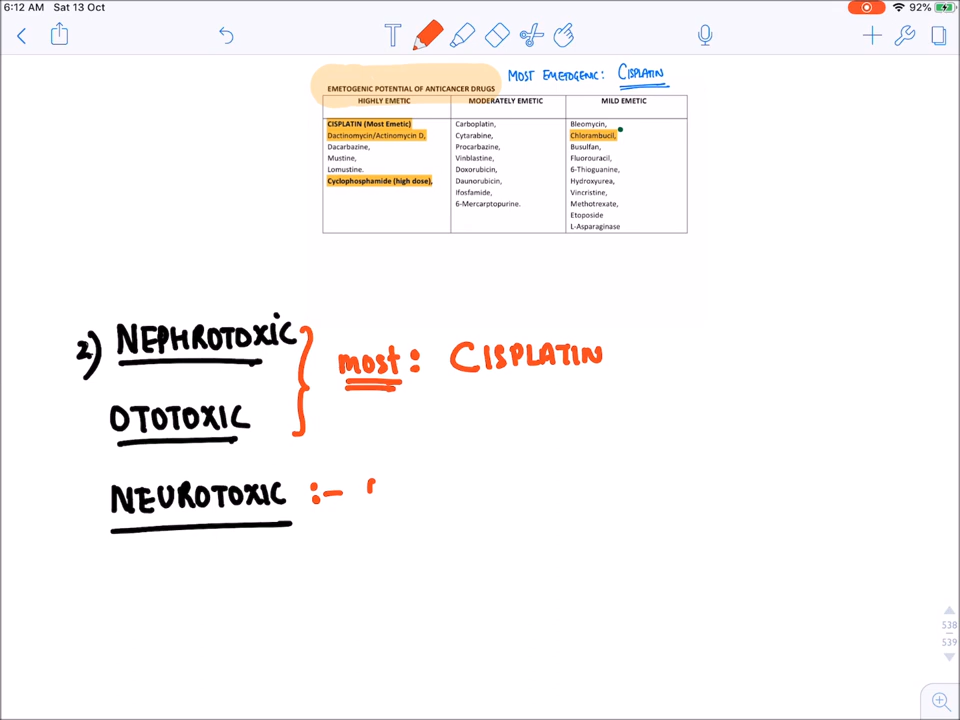 6:12 AM Sat 13 Oct 92%
T
MOST EMETOGENIC: CISPLATIN
EMETOGENIC POTENTIAL OF ANTICANCER DRUGS
HIGHLY EMETIC MODERATELY EMETIC MILD EMETIC
CISPLATIN (Most Emetic) Carboplatin, Bleomycin,
Dactinomycin/Actinomycin D, Cytarabine, Chlorambucil,
Dacarbazine, Procarbazine, Busulfan,
Mustine, Vinblastine, Fluorouracil,
Lomustine. Doxorubicin, 6-Thioguanine,
Cyclophosphamide (high dose), Daunorubicin, Hydroxyurea,
Ifosfamide, Vincristine,
6-Mercarptopurine. Methotrexate,
Etoposide
L-Asparaginase
2) NEPHROTOXIC
most: CISPLATIN
OTOTOXIC
NEUROTOXIC :-
538
539